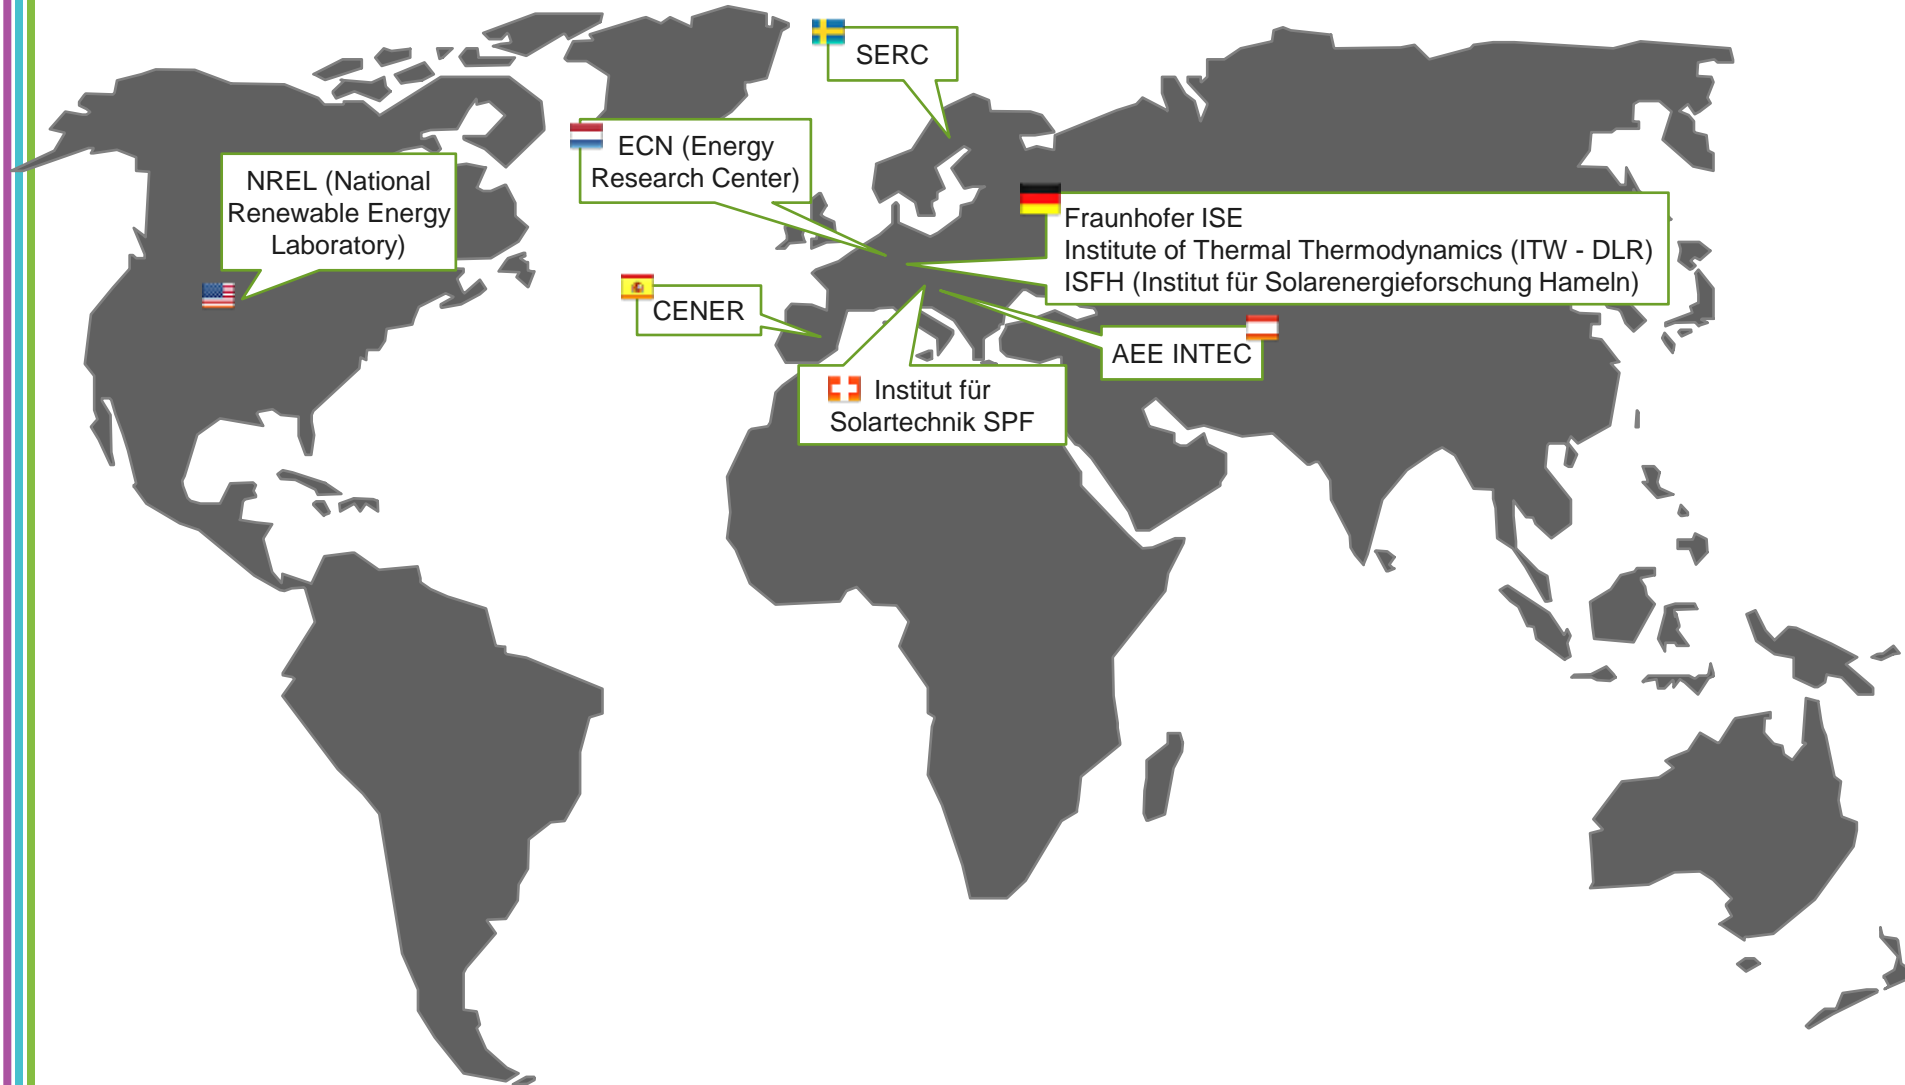 SERC
ECN (Energy
Research Center)
NREL (National
Renewable Energy
Laboratory)
Fraunhofer ISE
Institute of Thermal Thermodynamics (ITW - DLR)
ISFH (Institut für Solarenergieforschung Hameln)
CENER
AEE INTEC
Institut für
Solartechnik SPF